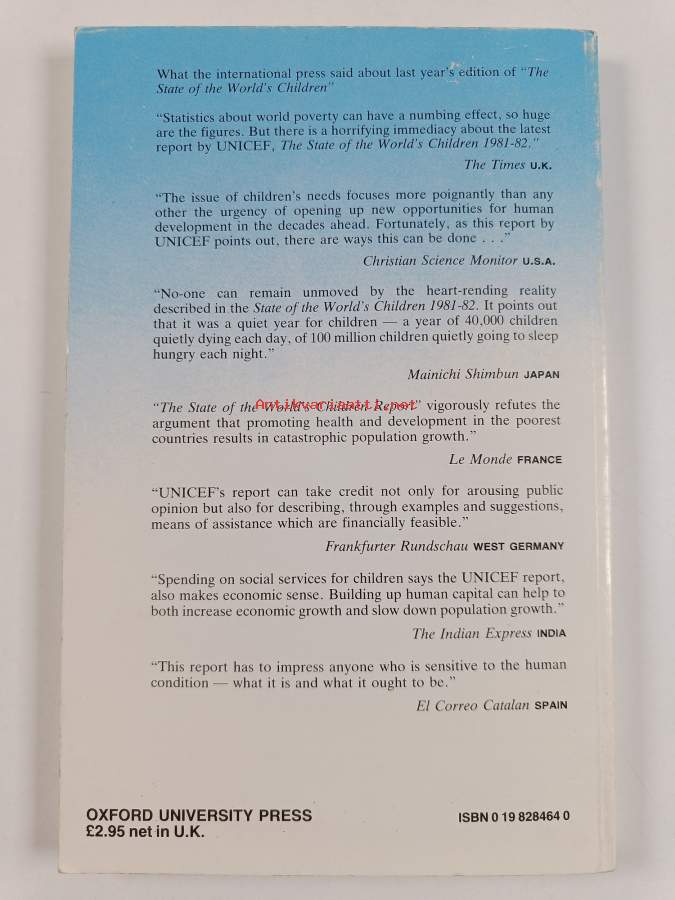 What the international press said about last year's edition of "The
State of the World's Children"
"Statistics about world poverty can have a numbing effect, so huge
are the figures. But there is a horrifying immediacy about the latest
report by UNICEF, The State of the World's Children 1981-82."
The Times U.K.
"The issue of children's needs focuses more poignantly than any
other the urgency of opening up new opportunities for human
development in the decades ahead. Fortunately, as this report by
UNICEF points out, there are ways this can be done . . ."
Christian Science Monitor U.S.A.
"No-one can remain unmoved by the heart-rending reality
described in the State of the World's Children 1981-82. It points out
that it was a quiet year for children — a year of 40,000 children
quietly dying each day, of 100 million children quietly going to sleep
hungry each night."
Mainichi Shimbun JAPAN
"The State of the World's Children Report" vigorously refutes the
Antikvariaatti.net
argument that promoting health and development in the poorest
countries results in catastrophic population growth."
Le Monde FRANCE
"UNICEF's report can take credit not only for arousing public
opinion but also for describing, through examples and suggestions,
means of assistance which are financially feasible."
Frankfurter Rundschau WEST GERMANY
"Spending on social services for children says the UNICEF report,
also makes economic sense. Building up human capital can help to
both increase economic growth and slow down population growth."
The Indian Express INDIA
"This report has to impress anyone who is sensitive to the human
condition — what it is and what it ought to be."
El Correo Catalan SPAIN
OXFORD UNIVERSITY PRESS
£2.95 net in U.K.
ISBN 0 19 828464 0